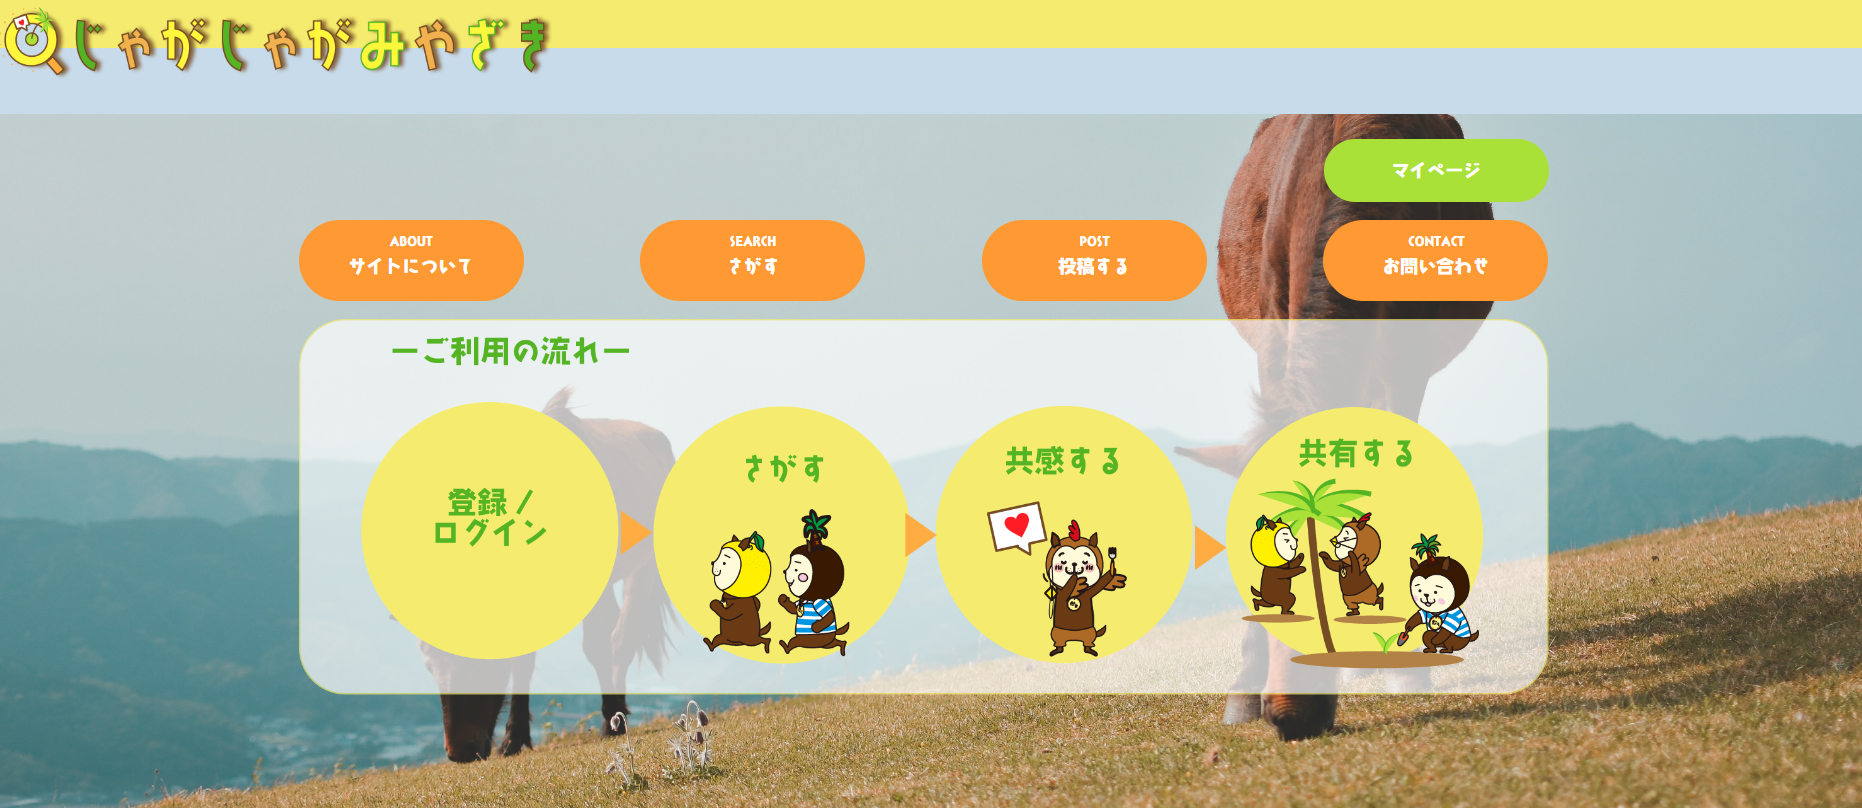 じゃがじゃがみやざき
マイページ
ABOUT
サイトについて
SEARCH
さがす
POST
投稿する
CONTACT
お問い合わせ
ーご利用の流れー
登録 /
ログイン
さがす
共感する
共有する